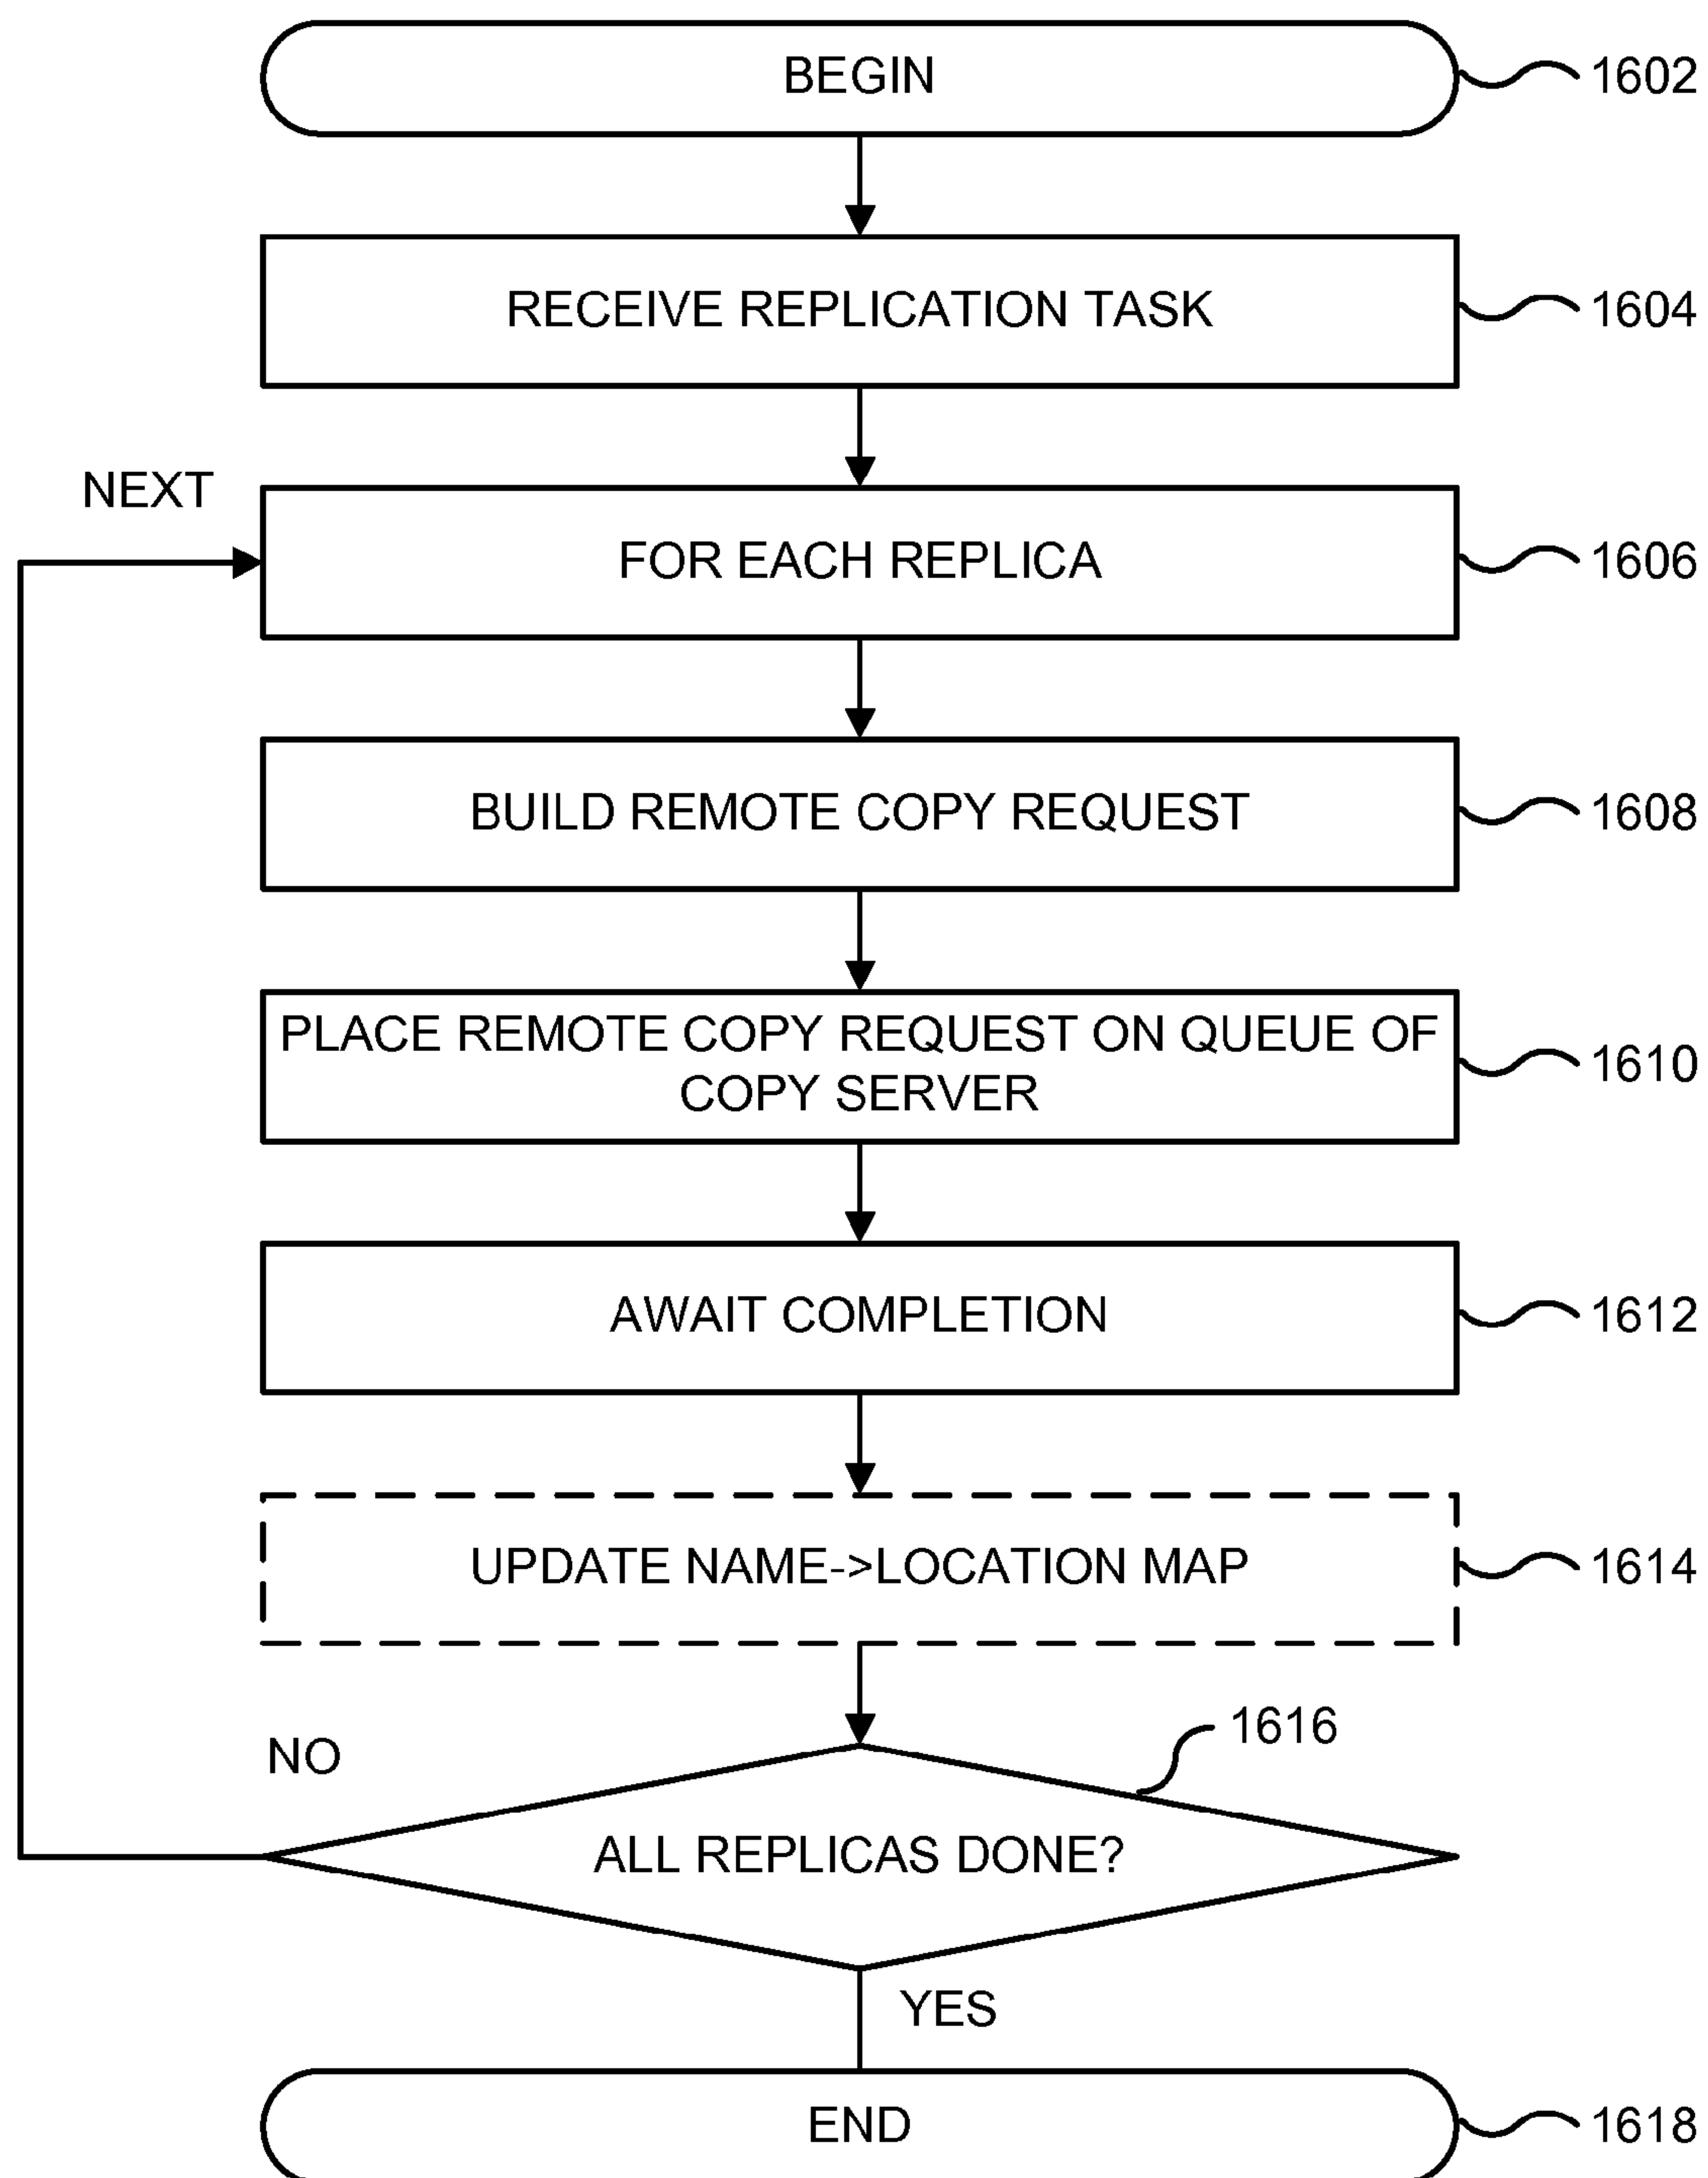 BEGIN
1602
RECEIVE REPLICATION TASK
1604
NEXT
FOR EACH REPLICA
1606
BUILD REMOTE COPY REQUEST
1608
PLACE REMOTE COPY REQUEST ON QUEUE OF
COPY SERVER
1610
AWAIT COMPLETION
1612
UPDATE NAME->LOCATION MAP
1614
1616
NO
ALL REPLICAS DONE?
YES
END
1618